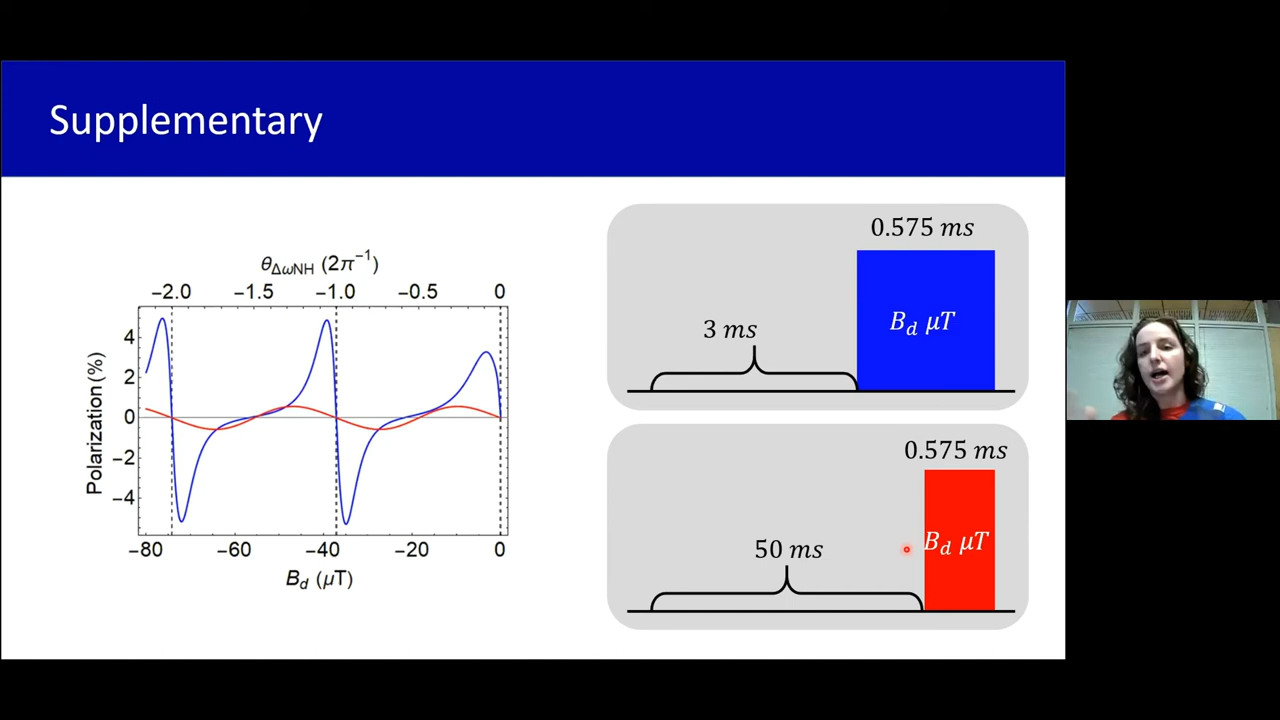 Supplementary
θΔωNH (2π⁻¹)
−2.0 −1.5 −1.0 −0.5 0
Polarization (%)
4
2
0
−2
−4
−80 −60 −40 −20 0
B_d (μT)
0.575 ms
3 ms
B_d μT
0.575 ms
50 ms
B_d μT